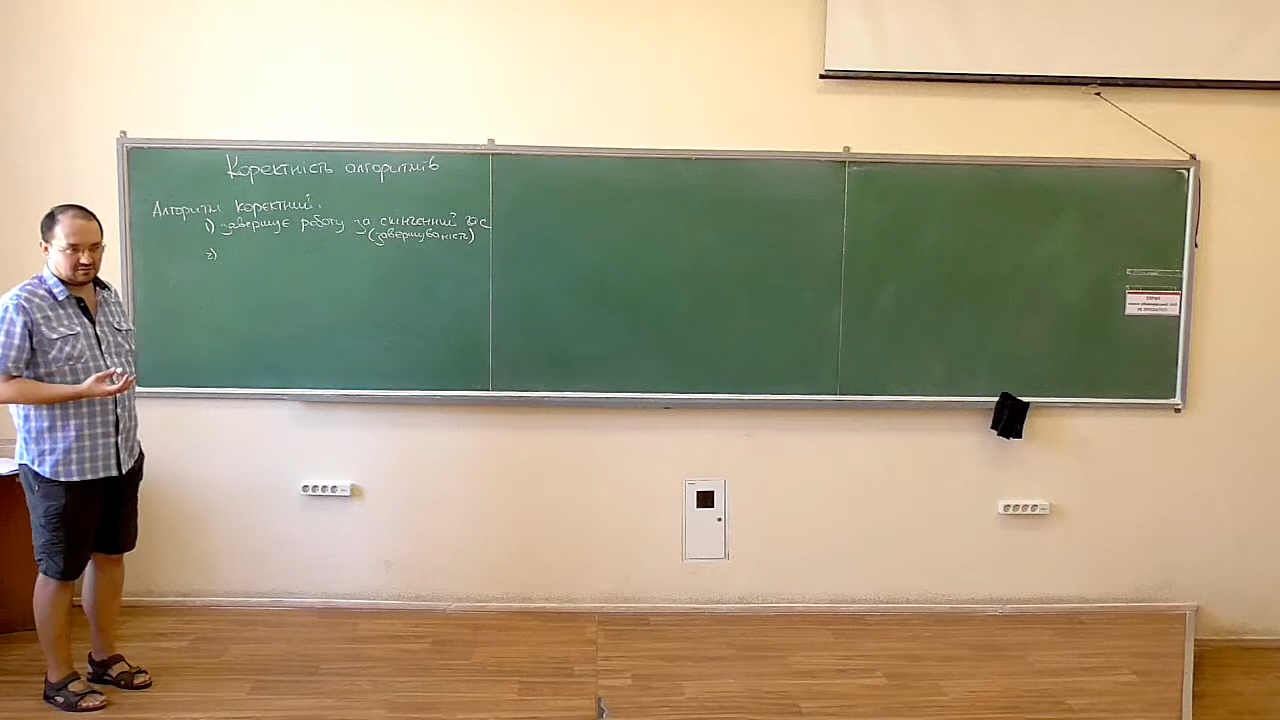 Коректність алгоритмів
Алгоритм коректний:
1) завершує роботу за скінченний час
(завершуваність)
2)